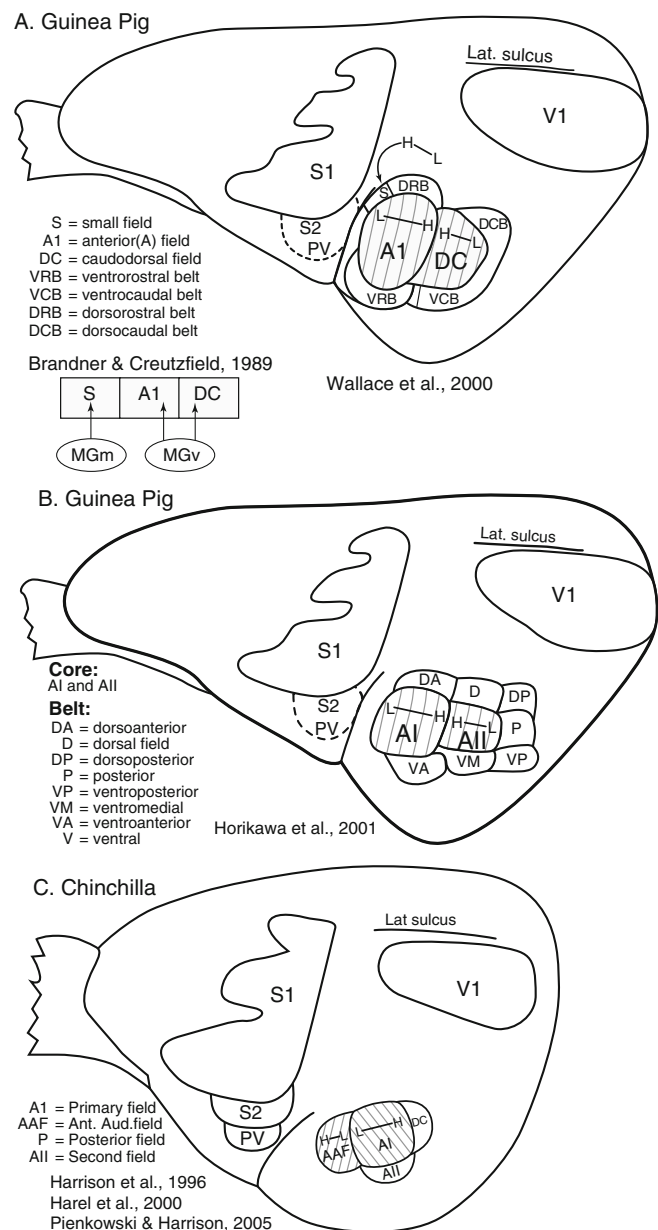 A. Guinea Pig
Lat. sulcus
V1
S1
H
L
S
DRB
S2
PV
L
H
H
L
DCB
A1
DC
VRB
VCB
S = small field
A1 = anterior(A) field
DC = caudodorsal field
VRB = ventrorostral belt
VCB = ventrocaudal belt
DRB = dorsorostral belt
DCB = dorsocaudal belt
Brandner & Creutzfield, 1989
S
A1
DC
MGm
MGv
Wallace et al., 2000
B. Guinea Pig
Lat. sulcus
V1
S1
S2
PV
DA
D
DP
L
H
H
L
P
AI
AII
VA
VM
VP
Core:
AI and AII
Belt:
DA = dorsoanterior
D = dorsal field
DP = dorsoposterior
P = posterior
VP = ventroposterior
VM = ventromedial
VA = ventroanterior
V = ventral
Horikawa et al., 2001
C. Chinchilla
Lat sulcus
V1
S1
S2
PV
H
L
L
H
DC
AAF
AI
AII
A1 = Primary field
AAF = Ant. Aud.field
P = Posterior field
AII = Second field
Harrison et al., 1996
Harel et al., 2000
Pienkowski & Harrison, 2005